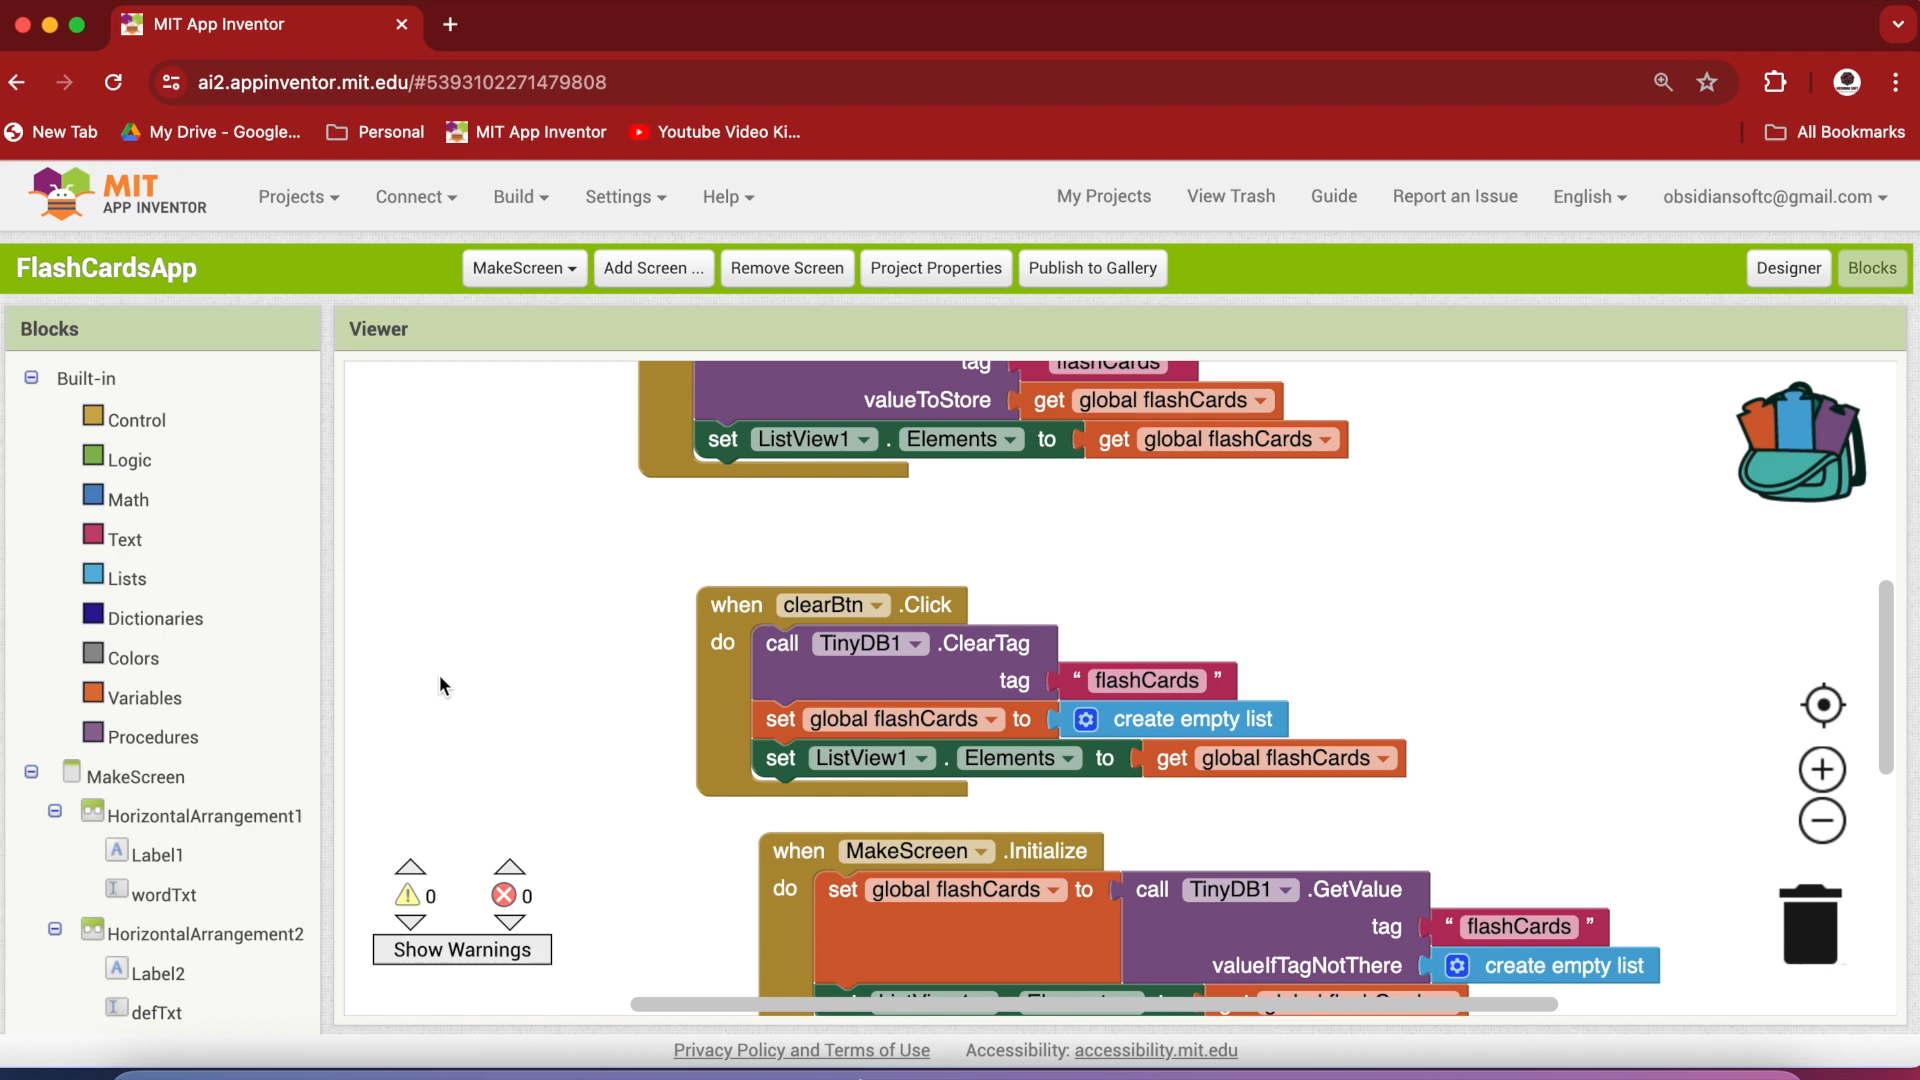 MIT App Inventor
ai2.appinventor.mit.edu/#5393102271479808
New Tab My Drive - Google... Personal MIT App Inventor Youtube Video Ki... All Bookmarks
MIT
APP INVENTOR
Projects Connect Build Settings Help My Projects View Trash Guide Report an Issue English obsidiansoftc@gmail.com
FlashCardsApp MakeScreen Add Screen ... Remove Screen Project Properties Publish to Gallery Designer Blocks
Blocks
Viewer
Built-in
Control
Logic
Math
Text
Lists
Dictionaries
Colors
Variables
Procedures
MakeScreen
HorizontalArrangement1
Label1
wordTxt
HorizontalArrangement2
Label2
defTxt
tag flashCards
valueToStore get global flashCards
set ListView1 . Elements to get global flashCards
when clearBtn .Click
do call TinyDB1 .ClearTag
tag " flashCards "
set global flashCards to create empty list
set ListView1 . Elements to get global flashCards
when MakeScreen .Initialize
do set global flashCards to call TinyDB1 .GetValue
tag " flashCards "
valueIfTagNotThere create empty list
0 0
Show Warnings
Privacy Policy and Terms of Use Accessibility: accessibility.mit.edu